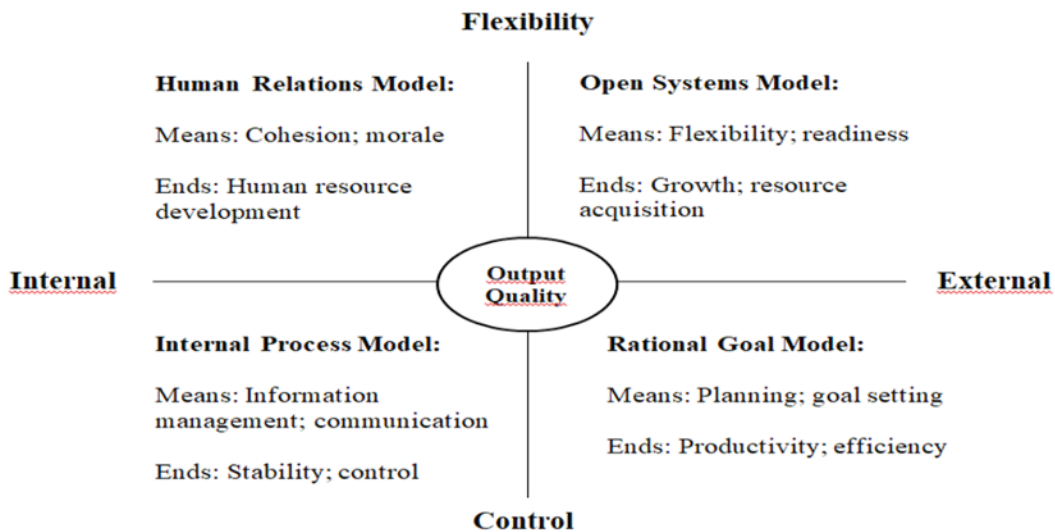 Flexibility
Human Relations Model:
Means: Cohesion; morale
Ends: Human resource
development
Open Systems Model:
Means: Flexibility; readiness
Ends: Growth; resource
acquisition
Internal
Output
Quality
External
Internal Process Model:
Means: Information
management; communication
Ends: Stability; control
Rational Goal Model:
Means: Planning; goal setting
Ends: Productivity; efficiency
Control